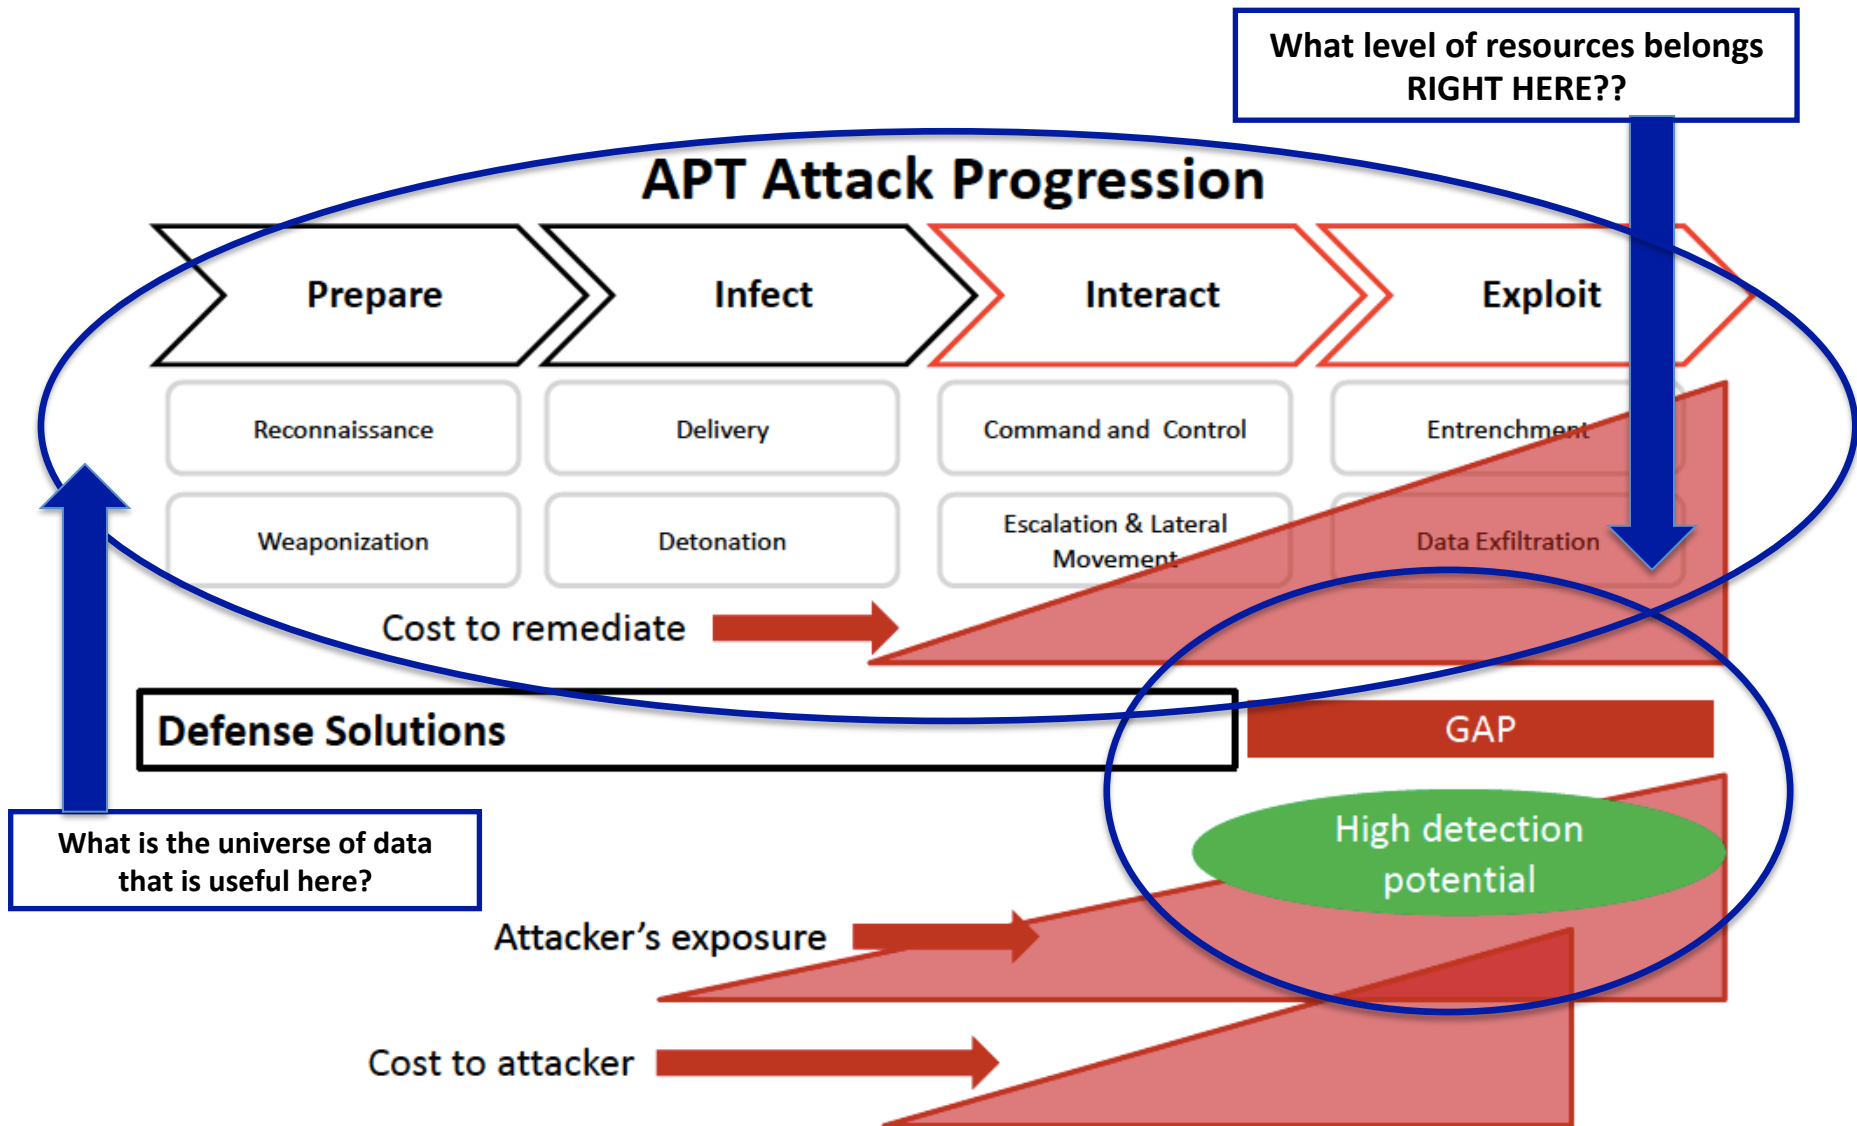 What level of resources belongs
RIGHT HERE??
APT Attack Progression
Prepare
Infect
Interact
Exploit
Reconnaissance
Delivery
Command and Control
Entrenchment
Weaponization
Detonation
Escalation & Lateral
Movement
Data Exfiltration
Cost to remediate
Defense Solutions
GAP
What is the universe of data
that is useful here?
High detection
potential
Attacker's exposure
Cost to attacker